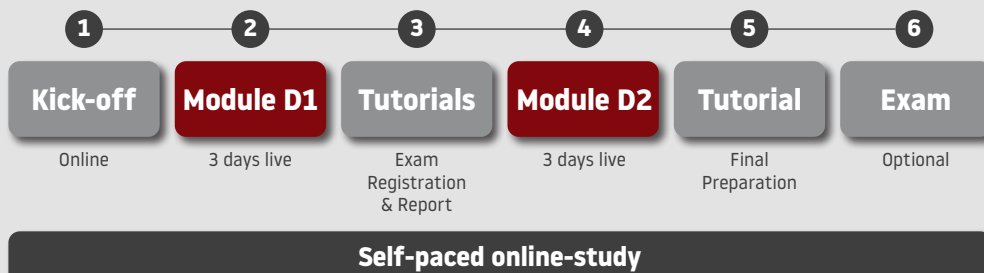 1 2 3 4 5 6
Kick-off Module D1 Tutorials Module D2 Tutorial Exam
Online 3 days live Exam 3 days live Final Optional
Registration Preparation
& Report
Self-paced online-study